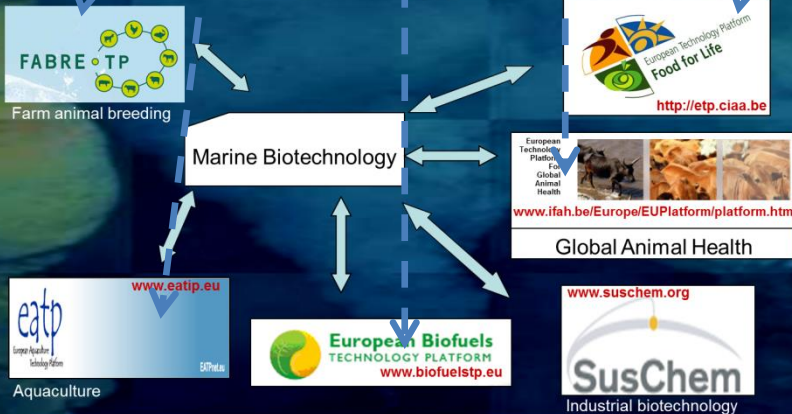 FABRE TP
Farm animal breeding
European Technology Platform
Food for Life
http://etp.ciaa.be
Marine Biotechnology
European
Technology
Platform
For
Global
Animal
Health
www.ifah.be/Europe/EUPlatform/platform.htm
Global Animal Health
www.eatip.eu
eatp
European Aquaculture
Technology Platform
EATPnet.eu
Aquaculture
European Biofuels
TECHNOLOGY PLATFORM
www.biofuelstp.eu
www.suschem.org
SusChem
Industrial biotechnology